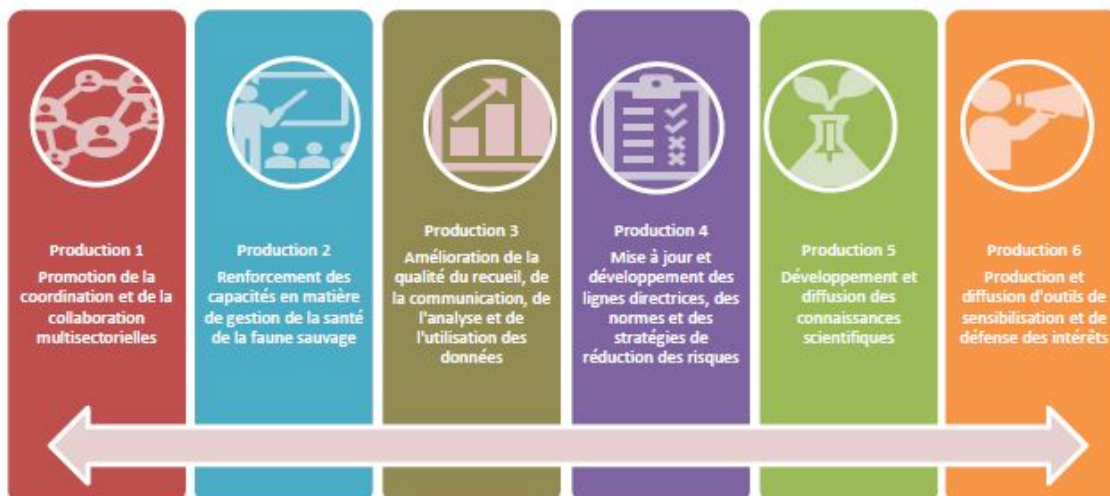 Production 1
Promotion de la
coordination et de la
collaboration
multisectorielles
Production 2
Renforcement des
capacités en matière
de gestion de la santé
de la faune sauvage
Production 3
Amélioration de la
qualité du recueil, de
la communication, de
l'analyse et de
l'utilisation des
données
Production 4
Mise à jour et
développement des
lignes directrices, des
normes et des
stratégies de
réduction des risques
Production 5
Développement et
diffusion des
connaissances
scientifiques
Production 6
Production et
diffusion d'outils de
sensibilisation et de
défense des intérêts